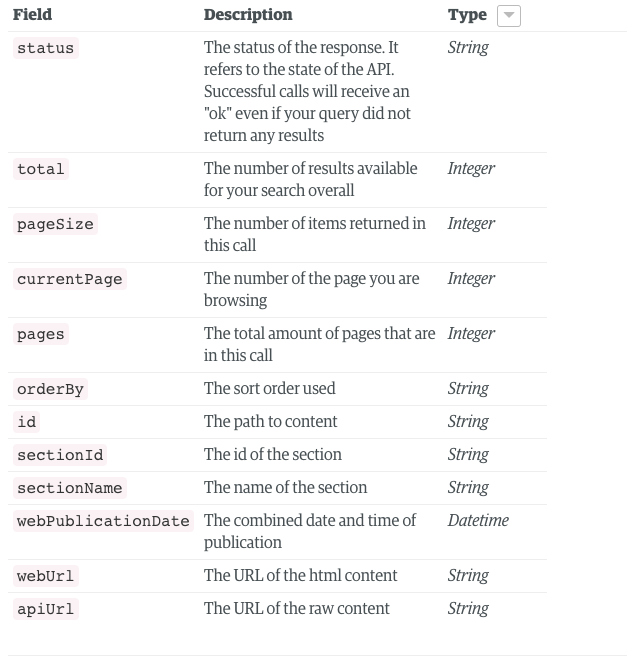 Field Description Type
status The status of the response. It String
refers to the state of the API.
Successful calls will receive an
"ok" even if your query did not
return any results
total The number of results available Integer
for your search overall
pageSize The number of items returned in Integer
this call
currentPage The number of the page you are Integer
browsing
pages The total amount of pages that are Integer
in this call
orderBy The sort order used String
id The path to content String
sectionId The id of the section String
sectionName The name of the section String
webPublicationDate The combined date and time of Datetime
publication
webUrl The URL of the html content String
apiUrl The URL of the raw content String